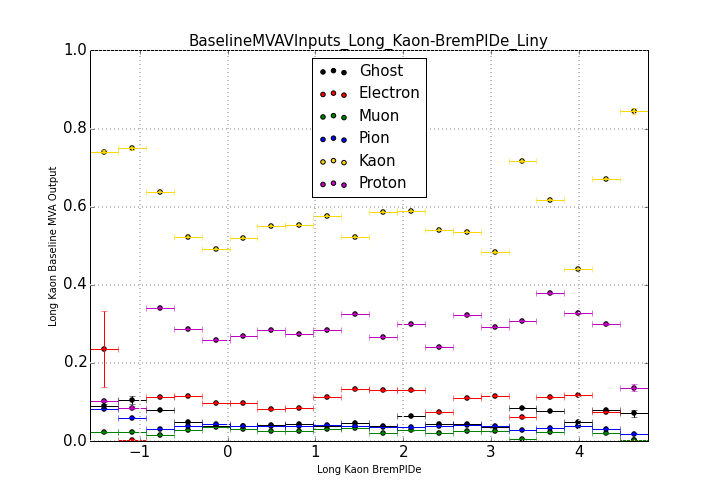 BaselineMVAVInputs_Long_Kaon-BremPIDe_Liny
1.0
0.8
0.6
0.4
0.2
0.0
Long Kaon Baseline MVA Output
Ghost
Electron
Muon
Pion
Kaon
Proton
−1 0 1 2 3 4
Long Kaon BremPIDe